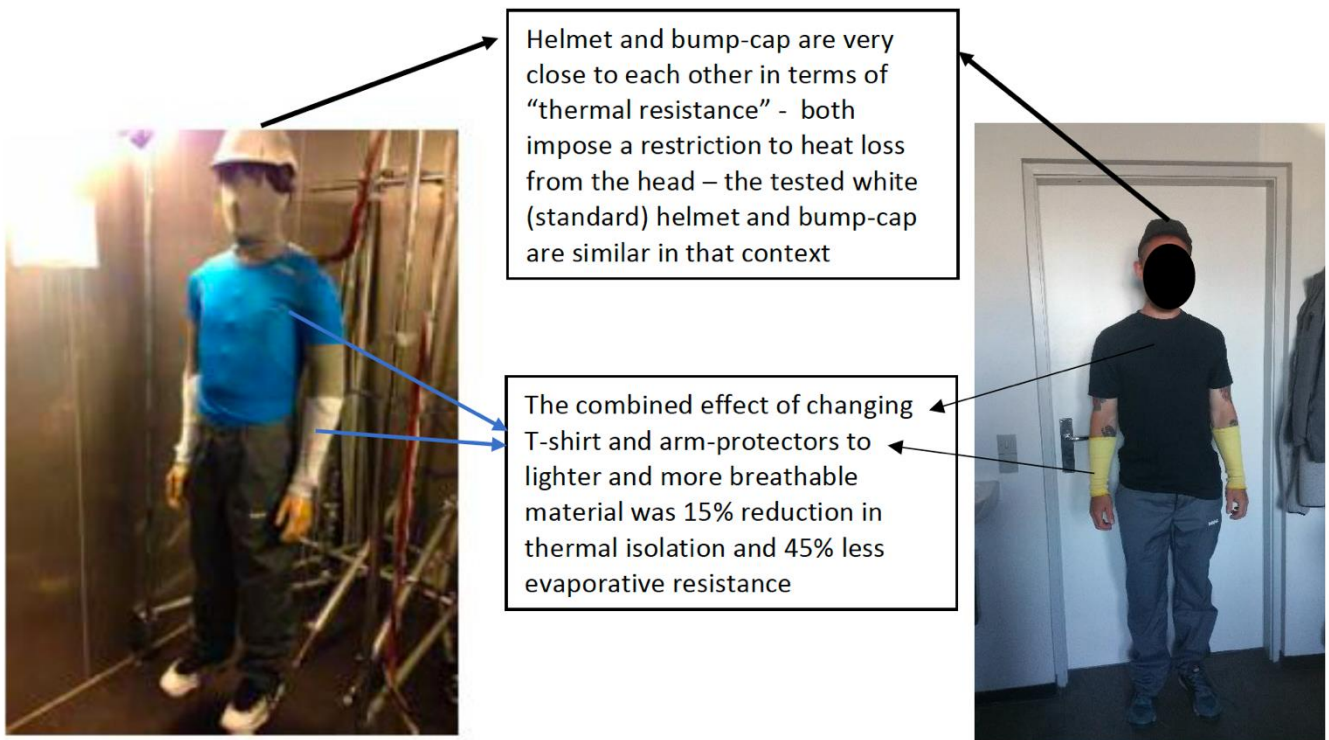 Helmet and bump-cap are very
close to each other in terms of
“thermal resistance” -  both
impose a restriction to heat loss
from the head – the tested white
(standard) helmet and bump-cap
are similar in that context
The combined effect of changing
T-shirt and arm-protectors to
lighter and more breathable
material was 15% reduction in
thermal isolation and 45% less
evaporative resistance